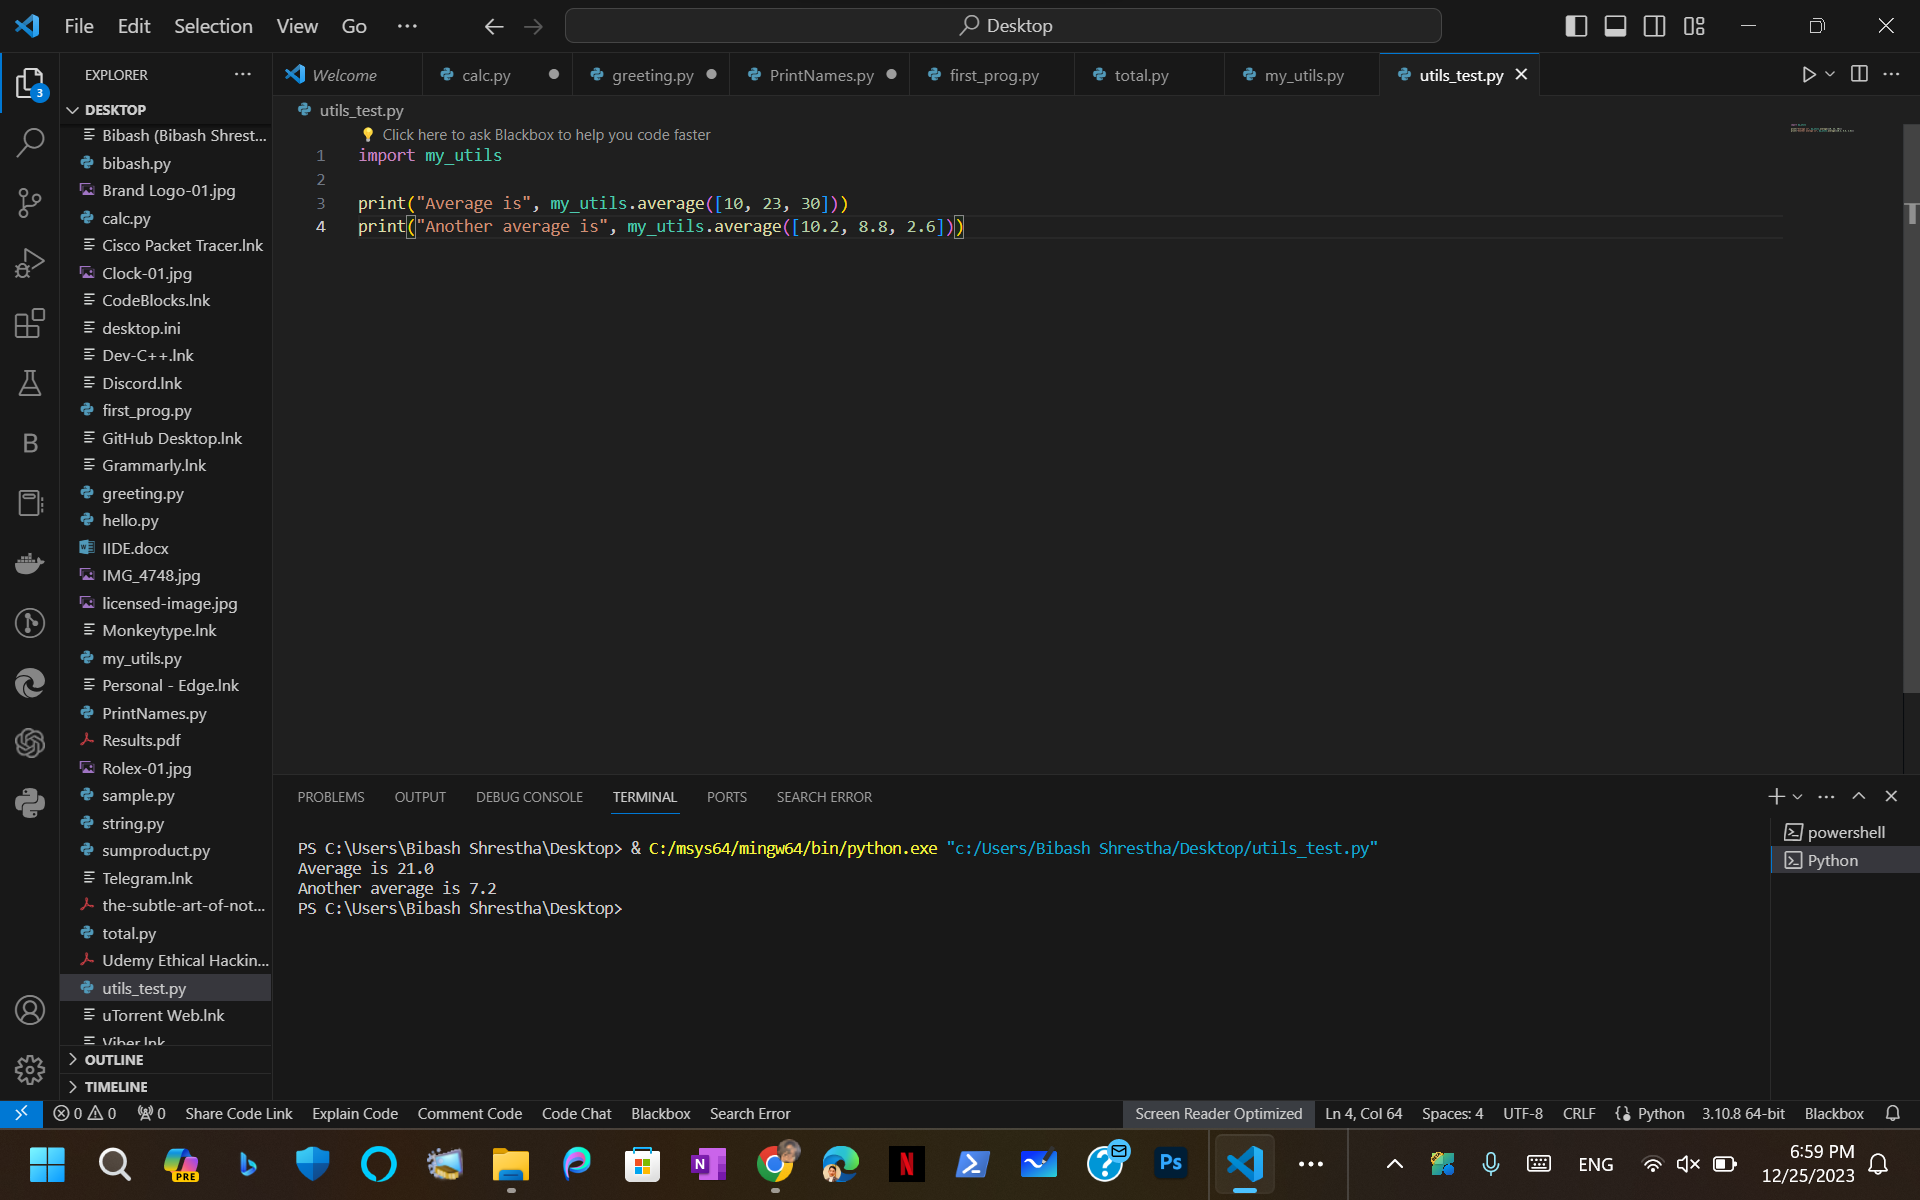 File Edit Selection View Go ···
Desktop
EXPLORER ···
Welcome calc.py greeting.py PrintNames.py first_prog.py total.py my_utils.py utils_test.py
3
DESKTOP
Bibash (Bibash Shrest...
bibash.py
Brand Logo-01.jpg
calc.py
Cisco Packet Tracer.lnk
Clock-01.jpg
CodeBlocks.lnk
desktop.ini
Dev-C++.lnk
Discord.lnk
first_prog.py
GitHub Desktop.lnk
Grammarly.lnk
greeting.py
hello.py
IIDE.docx
IMG_4748.jpg
licensed-image.jpg
Monkeytype.lnk
my_utils.py
Personal - Edge.lnk
PrintNames.py
Results.pdf
Rolex-01.jpg
sample.py
string.py
sumproduct.py
Telegram.lnk
the-subtle-art-of-not...
total.py
Udemy Ethical Hackin...
utils_test.py
uTorrent Web.lnk
Viber.lnk
OUTLINE
TIMELINE
utils_test.py
Click here to ask Blackbox to help you code faster
1 import my_utils
2
3 print("Average is", my_utils.average([10, 23, 30]))
4 print("Another average is", my_utils.average([10.2, 8.8, 2.6]))
PROBLEMS OUTPUT DEBUG CONSOLE TERMINAL PORTS SEARCH ERROR
PS C:\Users\Bibash Shrestha\Desktop> & C:/msys64/mingw64/bin/python.exe "c:/Users/Bibash Shrestha/Desktop/utils_test.py"
Average is 21.0
Another average is 7.2
PS C:\Users\Bibash Shrestha\Desktop>
powershell
Python
0 0 0 Share Code Link Explain Code Comment Code Code Chat Blackbox Search Error
Screen Reader Optimized Ln 4, Col 64 Spaces: 4 UTF-8 CRLF Python 3.10.8 64-bit Blackbox
PRE
N
N
Ps
ENG
6:59 PM
12/25/2023